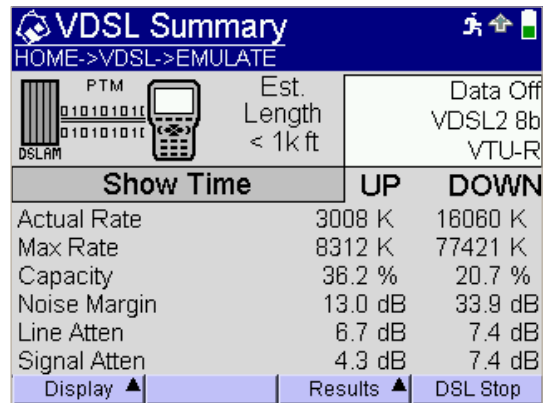 VDSL Summary
HOME->VDSL->EMULATE
PTM
01010101(
01010101(
DSLAM
Est.
Length
< 1k ft
Data Off
VDSL2 8b
VTU-R
Show Time UP DOWN
Actual Rate 3008 K 16060 K
Max Rate 8312 K 77421 K
Capacity 36.2 % 20.7 %
Noise Margin 13.0 dB 33.9 dB
Line Atten 6.7 dB 7.4 dB
Signal Atten 4.3 dB 7.4 dB
Display ▲ Results ▲ DSL Stop